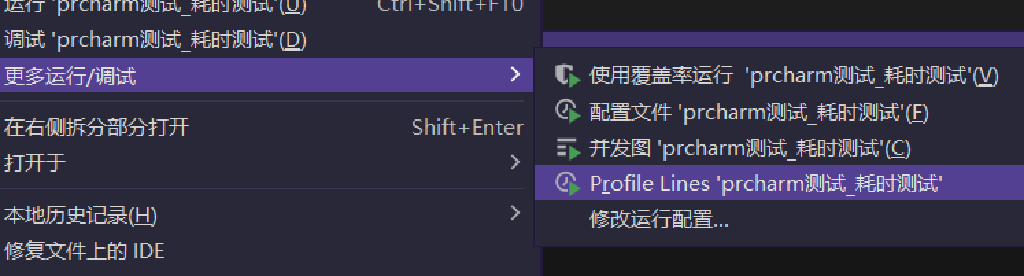 运行 'prcharm测试_耗时测试'(U) Ctrl+Shift+F10
调试 'prcharm测试_耗时测试'(D)
更多运行/调试
在右侧拆分部分打开 Shift+Enter
打开于
本地历史记录(H)
修复文件上的 IDE
使用覆盖率运行 'prcharm测试_耗时测试'(V)
配置文件 'prcharm测试_耗时测试'(F)
并发图 'prcharm测试_耗时测试'(C)
Profile Lines 'prcharm测试_耗时测试'
修改运行配置...